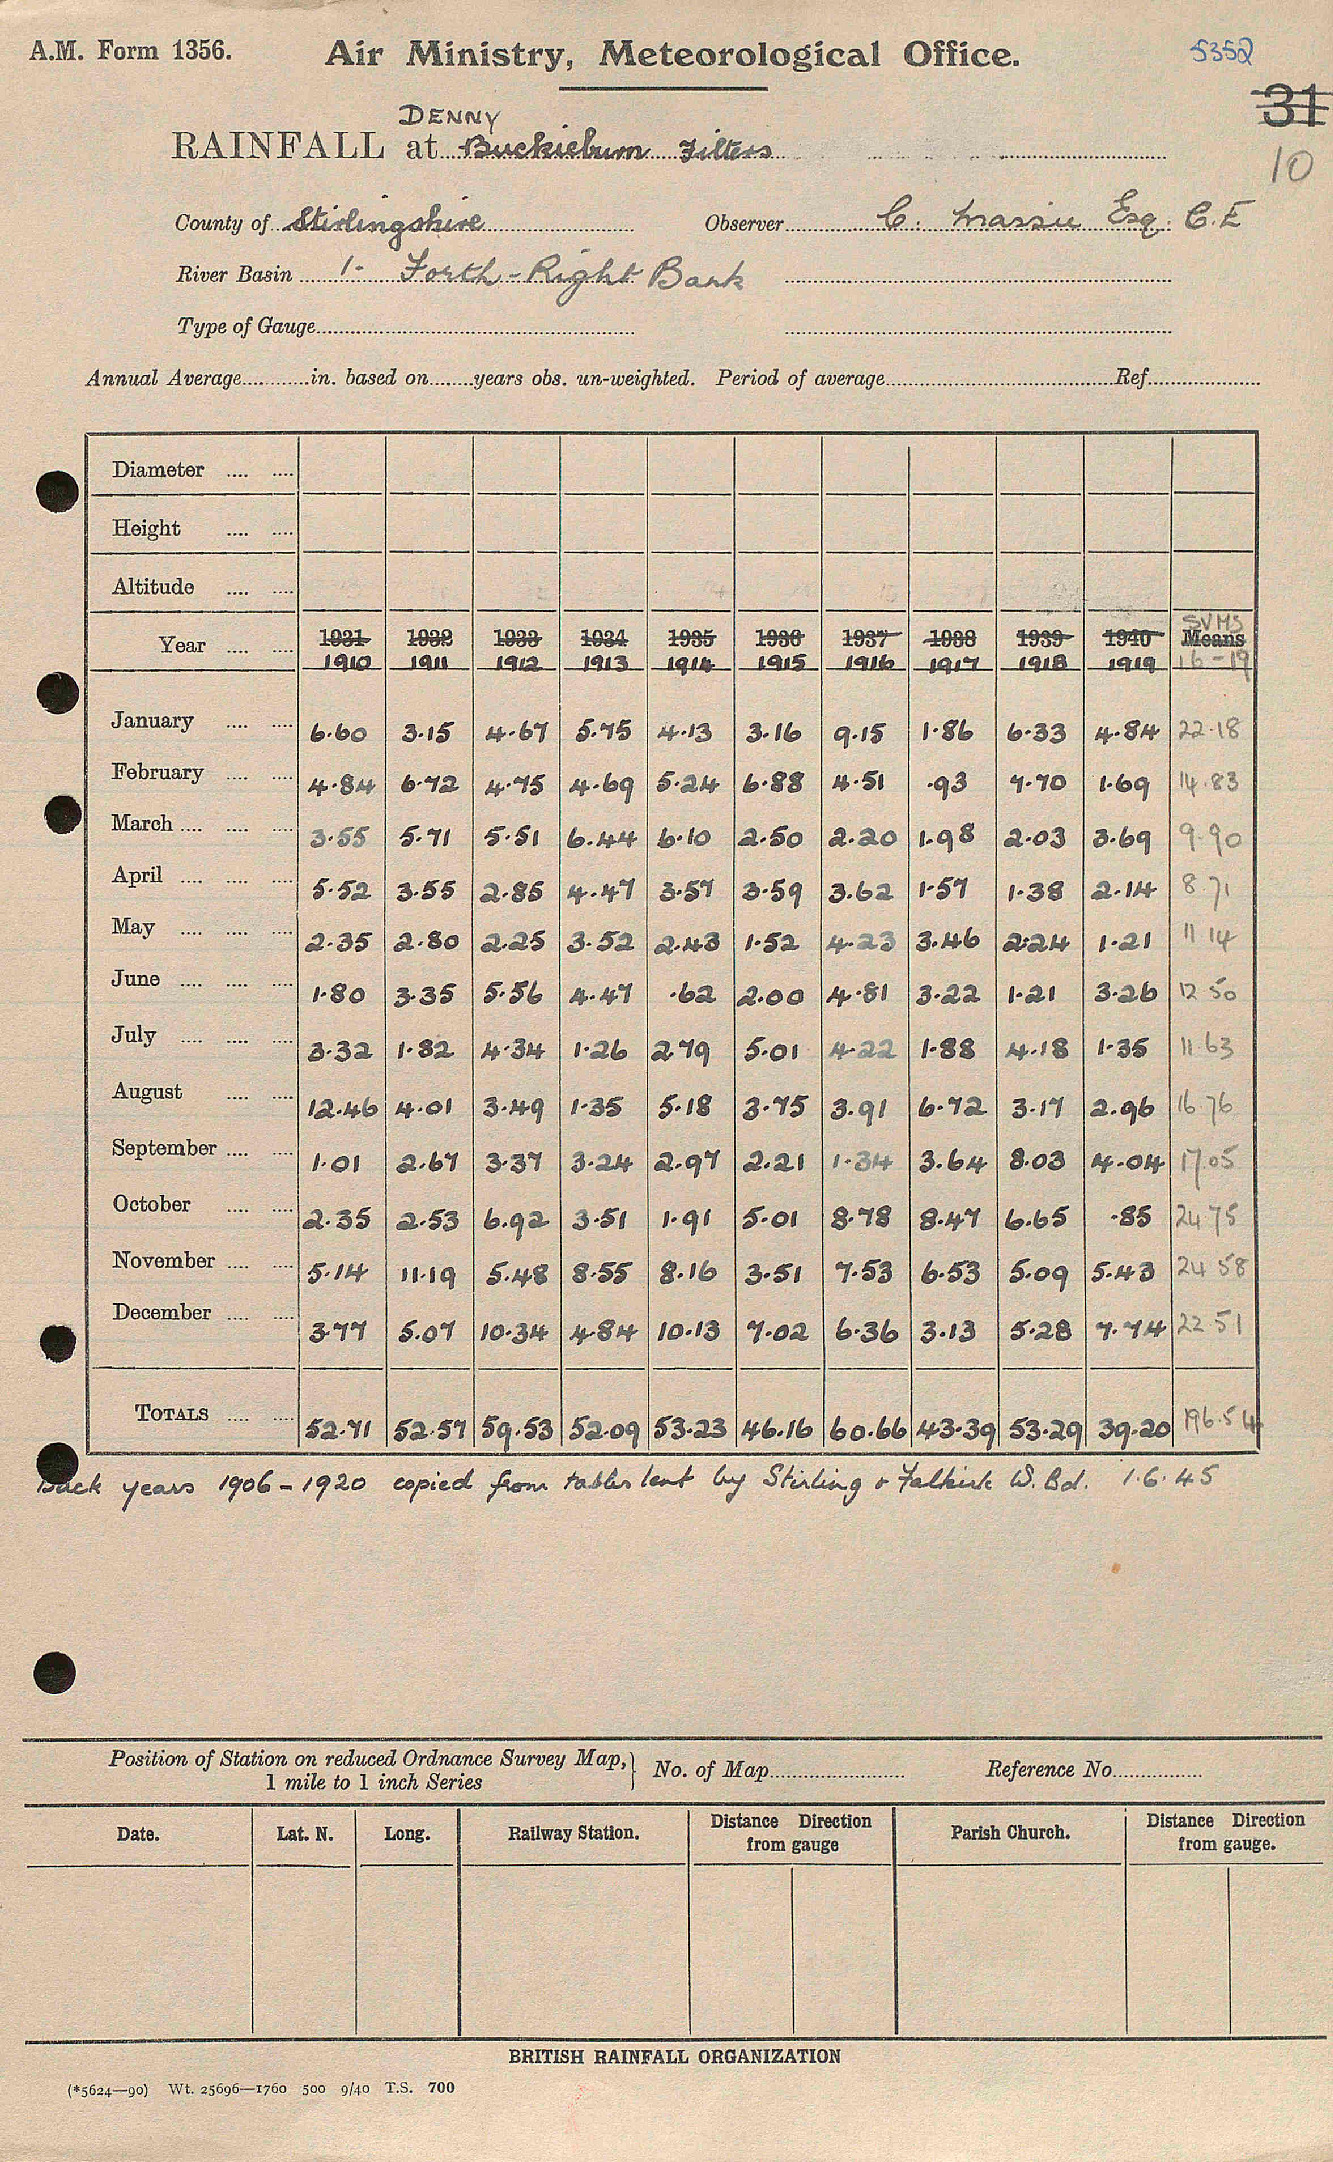 A.M. Form 1356. Air Ministry, Meteorological Office. 5352
31
10
DENNY
RAINFALL at Buckieburn Filters
County of Stirlingshire Observer C. Massie Esq. C.E
River Basin 1- Forth - Right Bank
Type of Gauge
Annual Average in. based on years obs. un-weighted. Period of average Ref.
Diameter .... ....
Height .... ....
Altitude .... ....
SVMS
Year .... .... 1931 1932 1933 1934 1935 1936 1937 1938 1939 1940 Means
1910 1911 1912 1913 1914 1915 1916 1917 1918 1919 16-19
January .... .... 6.60 3.15 4.67 5.75 4.13 3.16 9.15 1.86 6.33 4.84 22.18
February .... .... 4.84 6.72 4.75 4.69 5.24 6.88 4.51 .93 7.70 1.69 14.83
March .... .... .... 3.55 5.71 5.51 6.44 6.10 2.50 2.20 1.98 2.03 3.69 9.90
April .... .... .... 5.52 3.55 2.85 4.47 3.57 3.59 3.62 1.57 1.38 2.14 8.71
May .... .... .... 2.35 2.80 2.25 3.52 2.43 1.52 4.23 3.46 2.24 1.21 11 14
June .... .... .... 1.80 3.35 5.56 4.47 .62 2.00 4.81 3.22 1.21 3.26 12 50
July .... .... .... 3.32 1.82 4.34 1.26 2.79 5.01 4.22 1.88 4.18 1.35 11.63
August .... .... 12.46 4.01 3.49 1.35 5.18 3.75 3.91 6.72 3.17 2.96 16.76
September .... .... 1.01 2.67 3.37 3.24 2.97 2.21 1.34 3.64 8.03 4.04 17.05
October .... .... 2.35 2.53 6.92 3.51 1.91 5.01 8.78 8.47 6.65 .85 24.75
November .... .... 5.14 11.19 5.48 8.55 8.16 3.51 7.53 6.53 5.09 5.43 24 58
December .... .... 3.77 5.07 10.34 4.84 10.13 7.02 6.36 3.13 5.28 7.74 22.51
TOTALS .... .... 52.71 52.57 59.53 52.09 53.23 46.16 60.66 43.39 53.29 39.20 196.54
Back years 1906 - 1920 copied from tables lent by Stirling & Falkirk W. Bd. 1.6.45
Position of Station on reduced Ordnance Survey Map,} No. of Map Reference No.
1 mile to 1 inch Series
Date. Lat. N. Long. Railway Station. Distance Direction from gauge Parish Church. Distance Direction from gauge.
BRITISH RAINFALL ORGANIZATION
(*5624—90) Wt. 25696—1760 500 9/40 T.S. 700